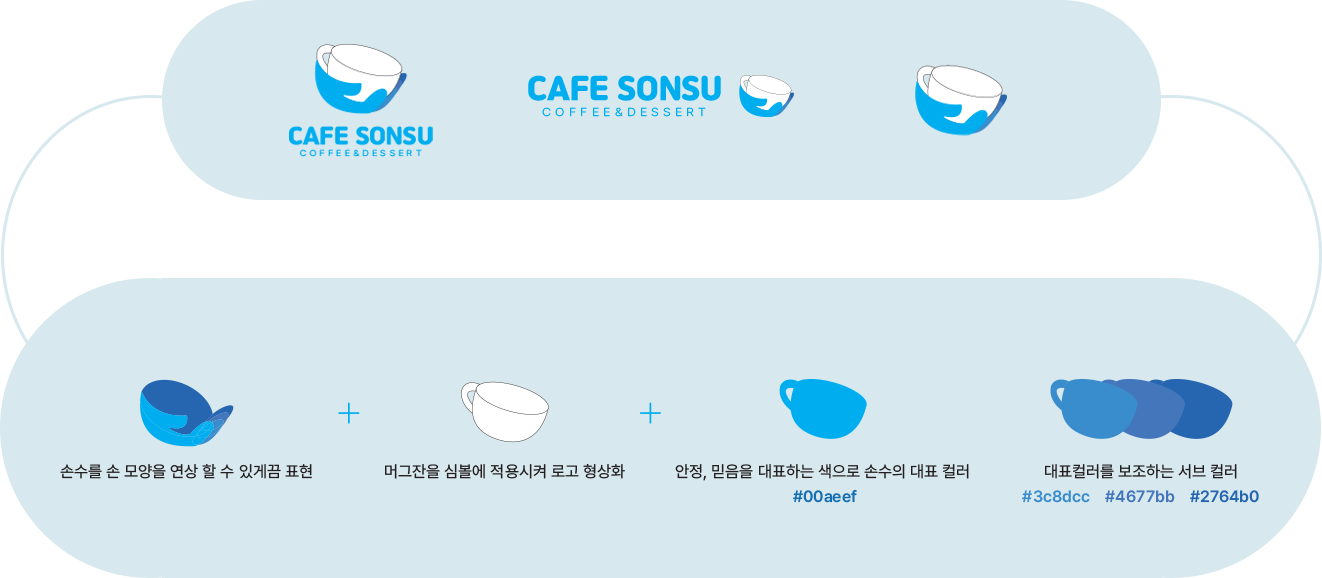 CAFE SONSU
COFFEE&DESSERT
CAFE SONSU
COFFEE&DESSERT
손수를 손 모양을 연상 할 수 있게끔 표현
머그잔을 심볼에 적용시켜 로고 형상화
안정, 믿음을 대표하는 색으로 손수의 대표 컬러
#00aeef
대표컬러를 보조하는 서브 컬러
#3c8dcc #4677bb #2764b0